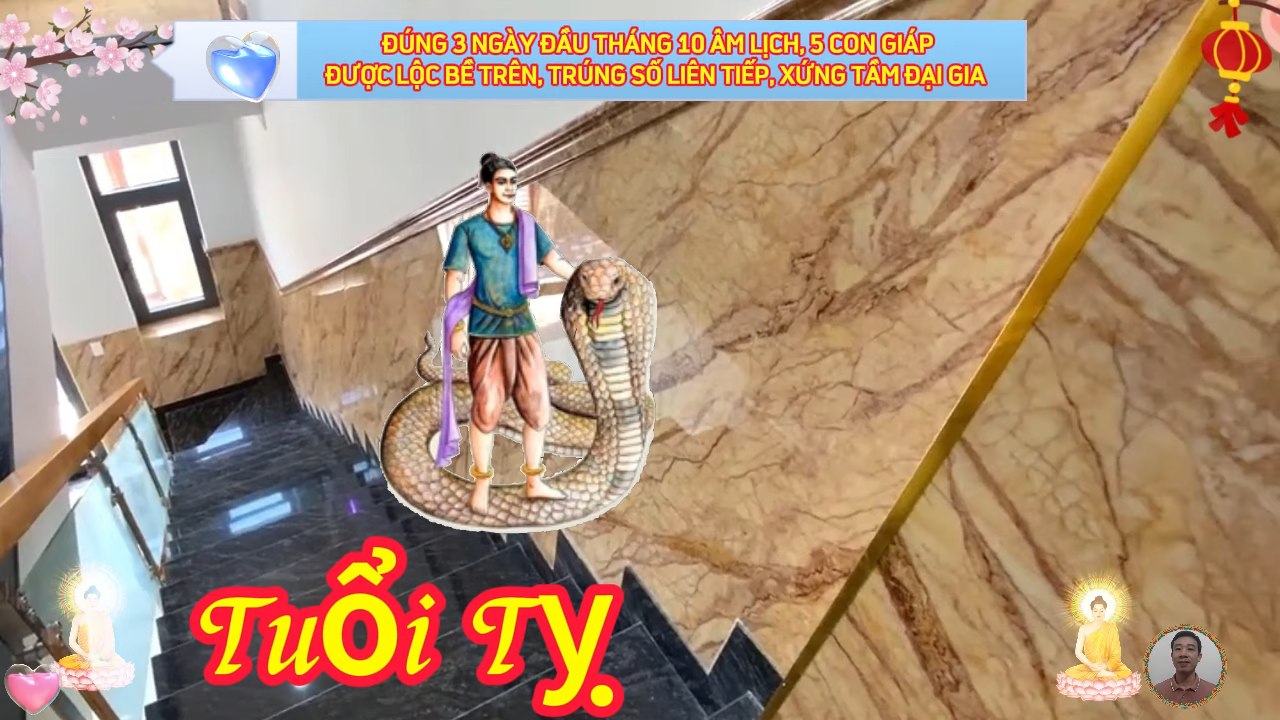 ĐÚNG 3 NGÀY ĐẦU THÁNG 10 ÂM LỊCH, 5 CON GIÁP
ĐƯỢC LỘC BỀ TRÊN, TRÚNG SỐ LIÊN TIẾP, XỨNG TẦM ĐẠI GIA
Tuổi Tỵ